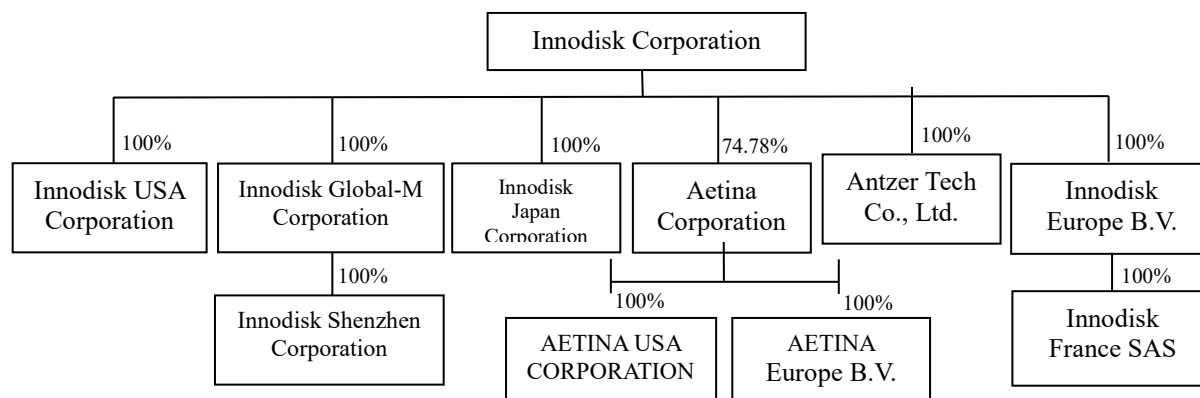 Innodisk Corporation
100%
100%
100%
74.78%
100%
100%
Innodisk USA
Corporation
Innodisk Global-M
Corporation
Innodisk
Japan
Corporation
Aetina
Corporation
Antzer Tech
Co., Ltd.
Innodisk
Europe B.V.
100%
100%
100%
100%
Innodisk Shenzhen
Corporation
AETINA USA
CORPORATION
AETINA
Europe B.V.
Innodisk
France SAS